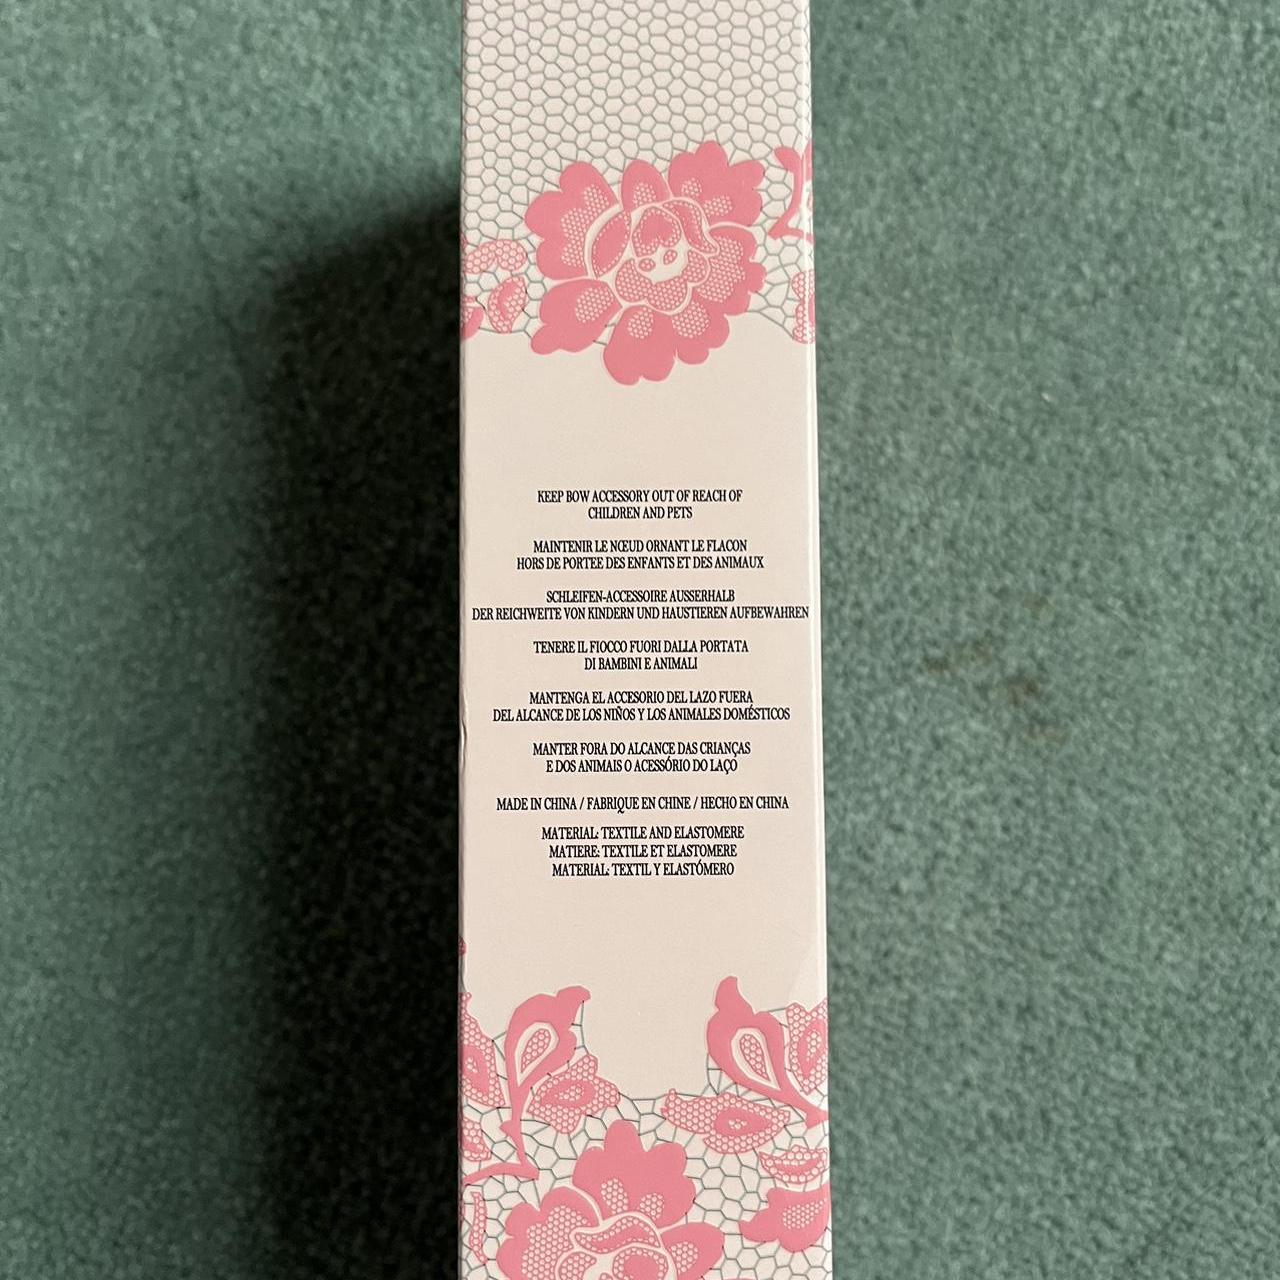 KEEP BOW ACCESSORY OUT OF REACH OF
CHILDREN AND PETS
MAINTENIR LE NŒUD ORNANT LE FLACON
HORS DE PORTEE DES ENFANTS ET DES ANIMAUX
SCHLEIFEN-ACCESSOIRE AUSSERHALB
DER REICHWEITE VON KINDERN UND HAUSTIEREN AUFBEWAHREN
TENERE IL FIOCCO FUORI DALLA PORTATA
DI BAMBINI E ANIMALI
MANTENGA EL ACCESORIO DEL LAZO FUERA
DEL ALCANCE DE LOS NIÑOS Y LOS ANIMALES DOMÉSTICOS
MANTER FORA DO ALCANCE DAS CRIANÇAS
E DOS ANIMAIS O ACESSÓRIO DO LAÇO
MADE IN CHINA / FABRIQUE EN CHINE / HECHO EN CHINA
MATERIAL: TEXTILE AND ELASTOMERE
MATIERE: TEXTILE ET ELASTOMERE
MATERIAL: TEXTIL Y ELASTÓMERO